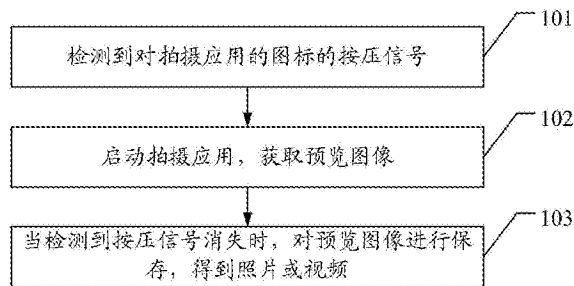 101
检测到对拍摄应用的图标的按压信号
102
启动拍摄应用，获取预览图像
103
当检测到按压信号消失时，对预览图像进行保
存，得到照片或视频